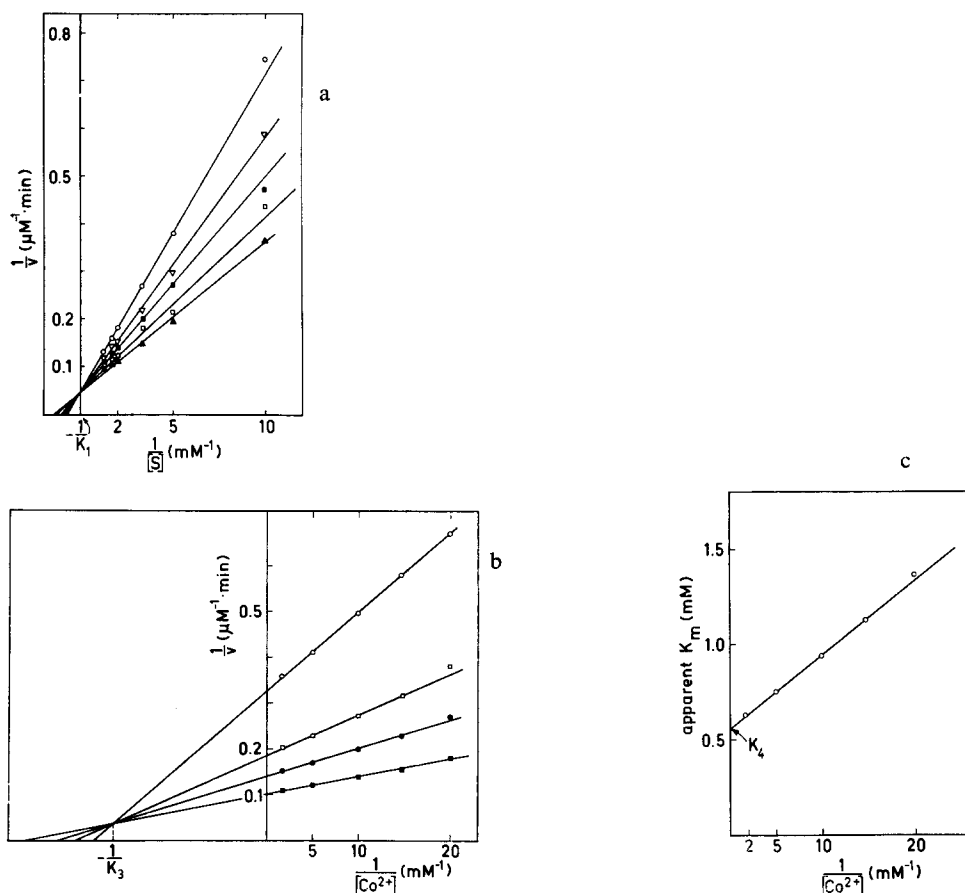 a
0.8
0.5
0.2
0.1
1/v (μM⁻¹·min)
-1/K₁
1 2 5 10
1/[S] (mM⁻¹)
b
0.5
0.2
0.1
1/v (μM⁻¹·min)
-1/K₃
5 10 15 20
1/[Co²⁺] (mM⁻¹)
c
1.5
1.0
0.5
apparent Kₘ (mM)
K₄
2 5 10 20
1/[Co²⁺] (mM⁻¹)